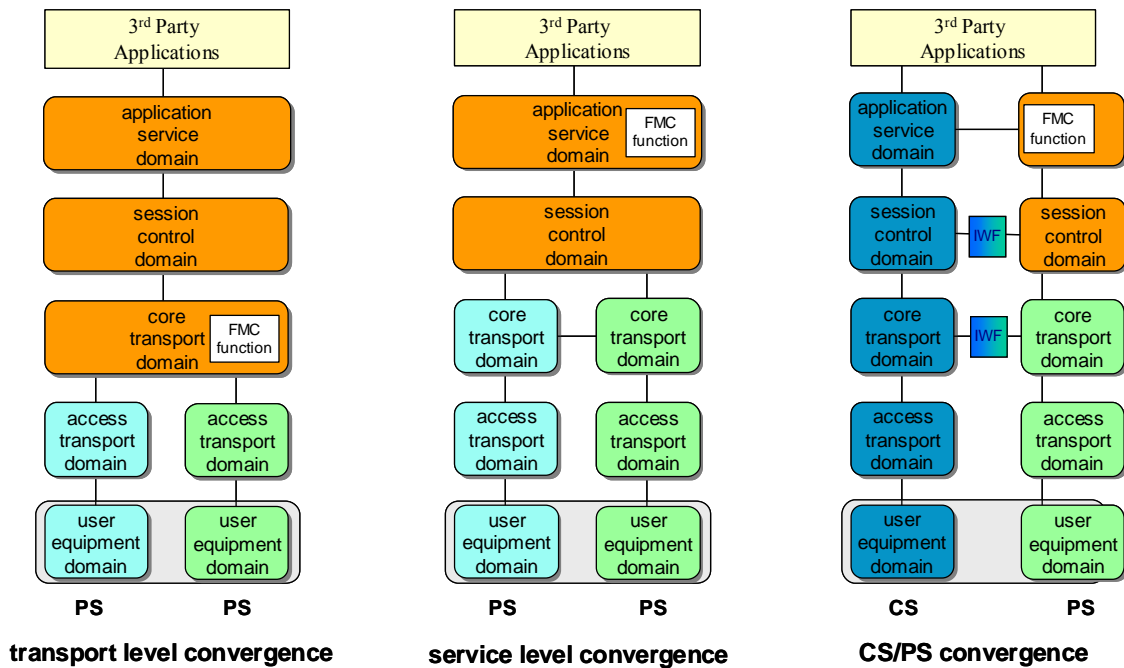 3rd Party
Applications
application
service
domain
session
control
domain
core
transport
domain
FMC
function
access
transport
domain
access
transport
domain
user
equipment
domain
user
equipment
domain
PS
PS
transport level convergence
3rd Party
Applications
application
service
domain
FMC
function
session
control
domain
core
transport
domain
core
transport
domain
access
transport
domain
access
transport
domain
user
equipment
domain
user
equipment
domain
PS
PS
service level convergence
3rd Party
Applications
application
service
domain
FMC
function
session
control
domain
IWF
session
control
domain
core
transport
domain
IWF
core
transport
domain
access
transport
domain
access
transport
domain
user
equipment
domain
user
equipment
domain
CS
PS
CS/PS convergence